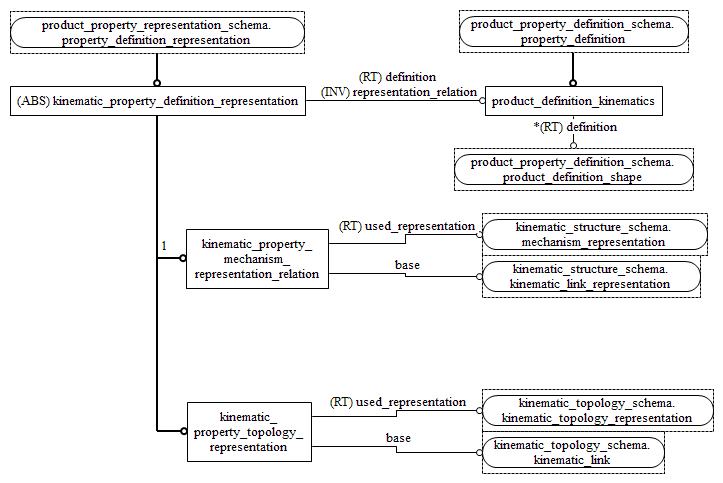 product_property_representation_schema.
property_definition_representation
product_property_definition_schema.
property_definition
(ABS) kinematic_property_definition_representation
(RT) definition
(INV) representation_relation
product_definition_kinematics
*(RT) definition
product_property_definition_schema.
product_definition_shape
1
kinematic_property_
mechanism_
representation_relation
(RT) used_representation
kinematic_structure_schema.
mechanism_representation
base
kinematic_structure_schema.
kinematic_link_representation
kinematic_
property_topology_
representation
(RT) used_representation
kinematic_topology_schema.
kinematic_topology_representation
base
kinematic_topology_schema.
kinematic_link